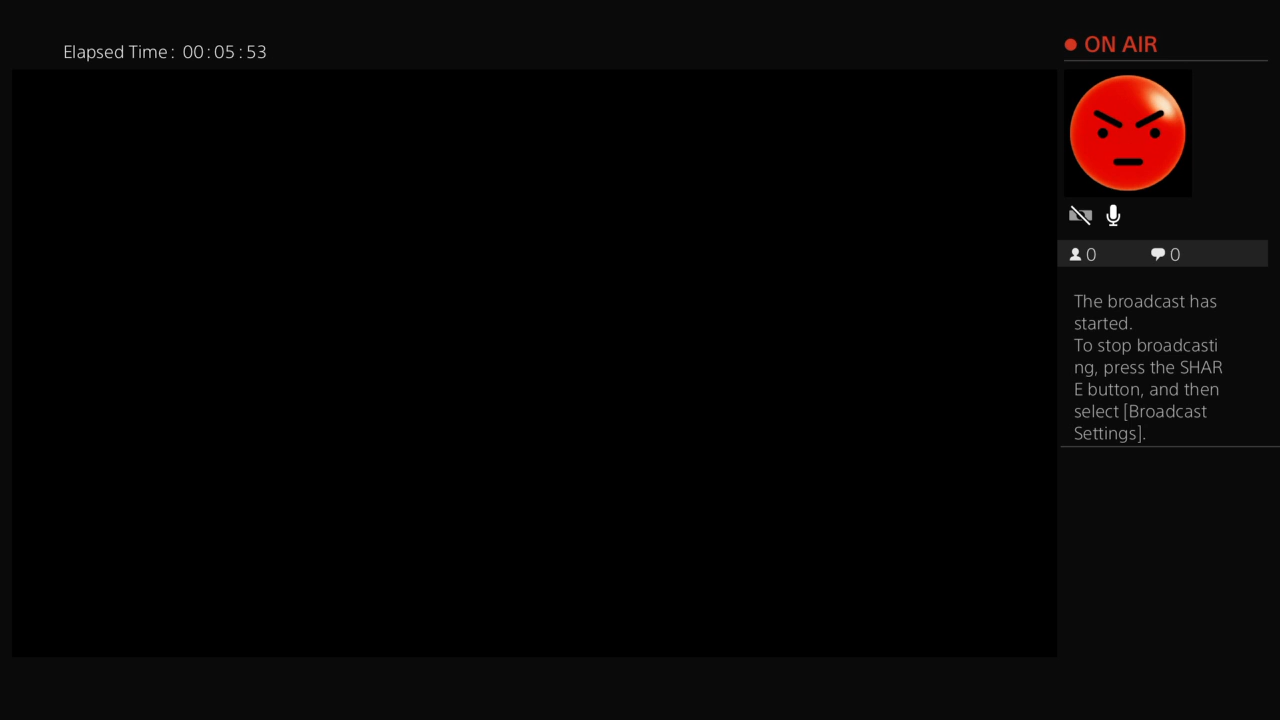 Elapsed Time: 00:05:53
ON AIR
0
0
The broadcast has
started.
To stop broadcasti
ng, press the SHAR
E button, and then
select [Broadcast
Settings].